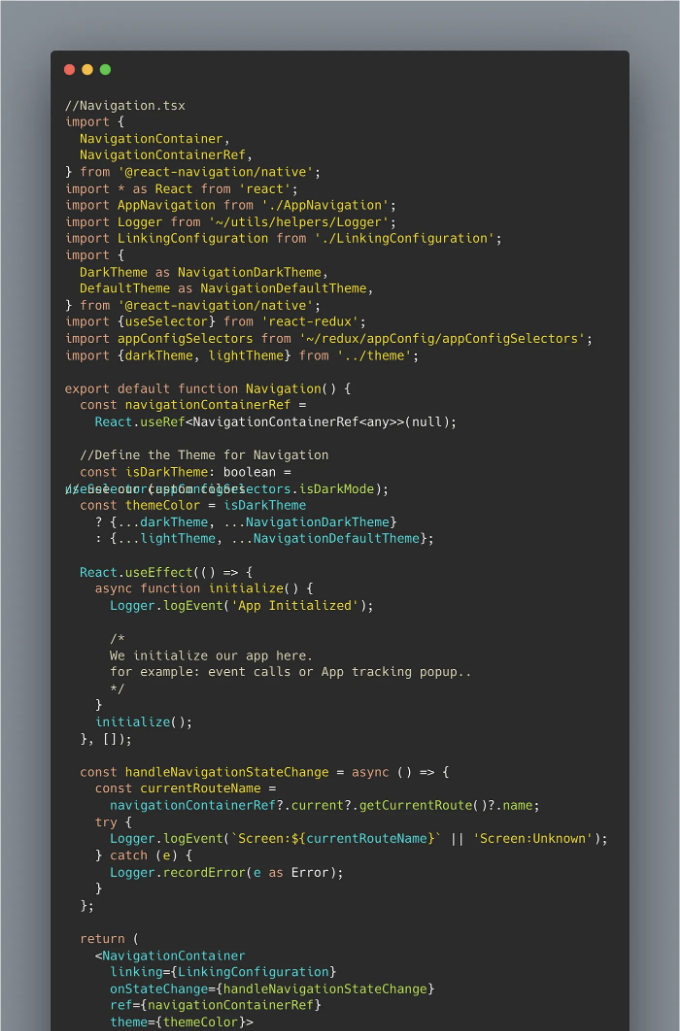 //Navigation.tsx
import {
  NavigationContainer,
  NavigationContainerRef,
} from '@react-navigation/native';
import * as React from 'react';
import AppNavigation from './AppNavigation';
import Logger from '~/utils/helpers/Logger';
import LinkingConfiguration from './LinkingConfiguration';
import {
  DarkTheme as NavigationDarkTheme,
  DefaultTheme as NavigationDefaultTheme,
} from '@react-navigation/native';
import {useSelector} from 'react-redux';
import appConfigSelectors from '~/redux/appConfig/appConfigSelectors';
import {darkTheme, lightTheme} from '../theme';

export default function Navigation() {
  const navigationContainerRef =
    React.useRef<NavigationContainerRef<any>>(null);

  //Define the Theme for Navigation
  const isDarkTheme: boolean =
useSelector(appConfigSelectors.isDarkMode);
  const themeColor = isDarkTheme
    ? {...darkTheme, ...NavigationDarkTheme}
    : {...lightTheme, ...NavigationDefaultTheme};

  React.useEffect(() => {
    async function initialize() {
      Logger.logEvent('App Initialized');

      /*
      We initialize our app here.
      for example: event calls or App tracking popup..
      */
    }
    initialize();
  }, []);

  const handleNavigationStateChange = async () => {
    const currentRouteName =
      navigationContainerRef?.current?.getCurrentRoute()?.name;
    try {
      Logger.logEvent(`Screen:${currentRouteName}` || 'Screen:Unknown');
    } catch (e) {
      Logger.recordError(e as Error);
    }
  };

  return (
    <NavigationContainer
      linking={LinkingConfiguration}
      onStateChange={handleNavigationStateChange}
      ref={navigationContainerRef}
      theme={themeColor}>